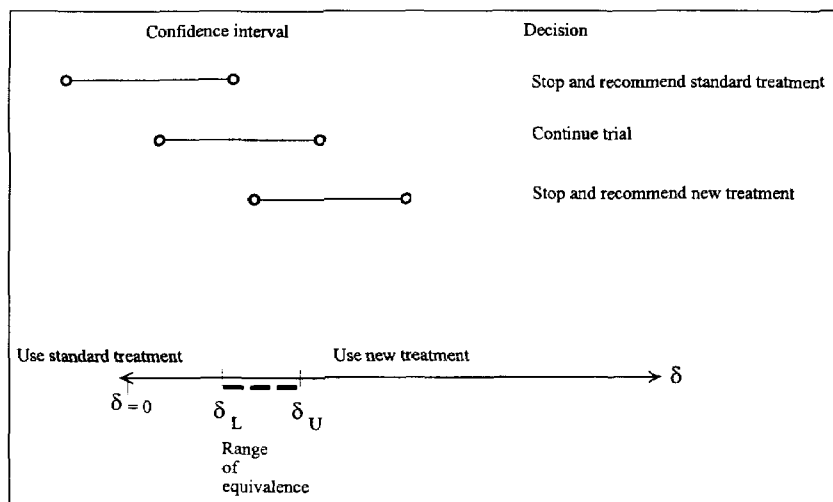 Confidence interval Decision
Stop and recommend standard treatment
Continue trial
Stop and recommend new treatment
Use standard treatment Use new treatment
δ
δ = 0 δ L δ U
Range
of
equivalence